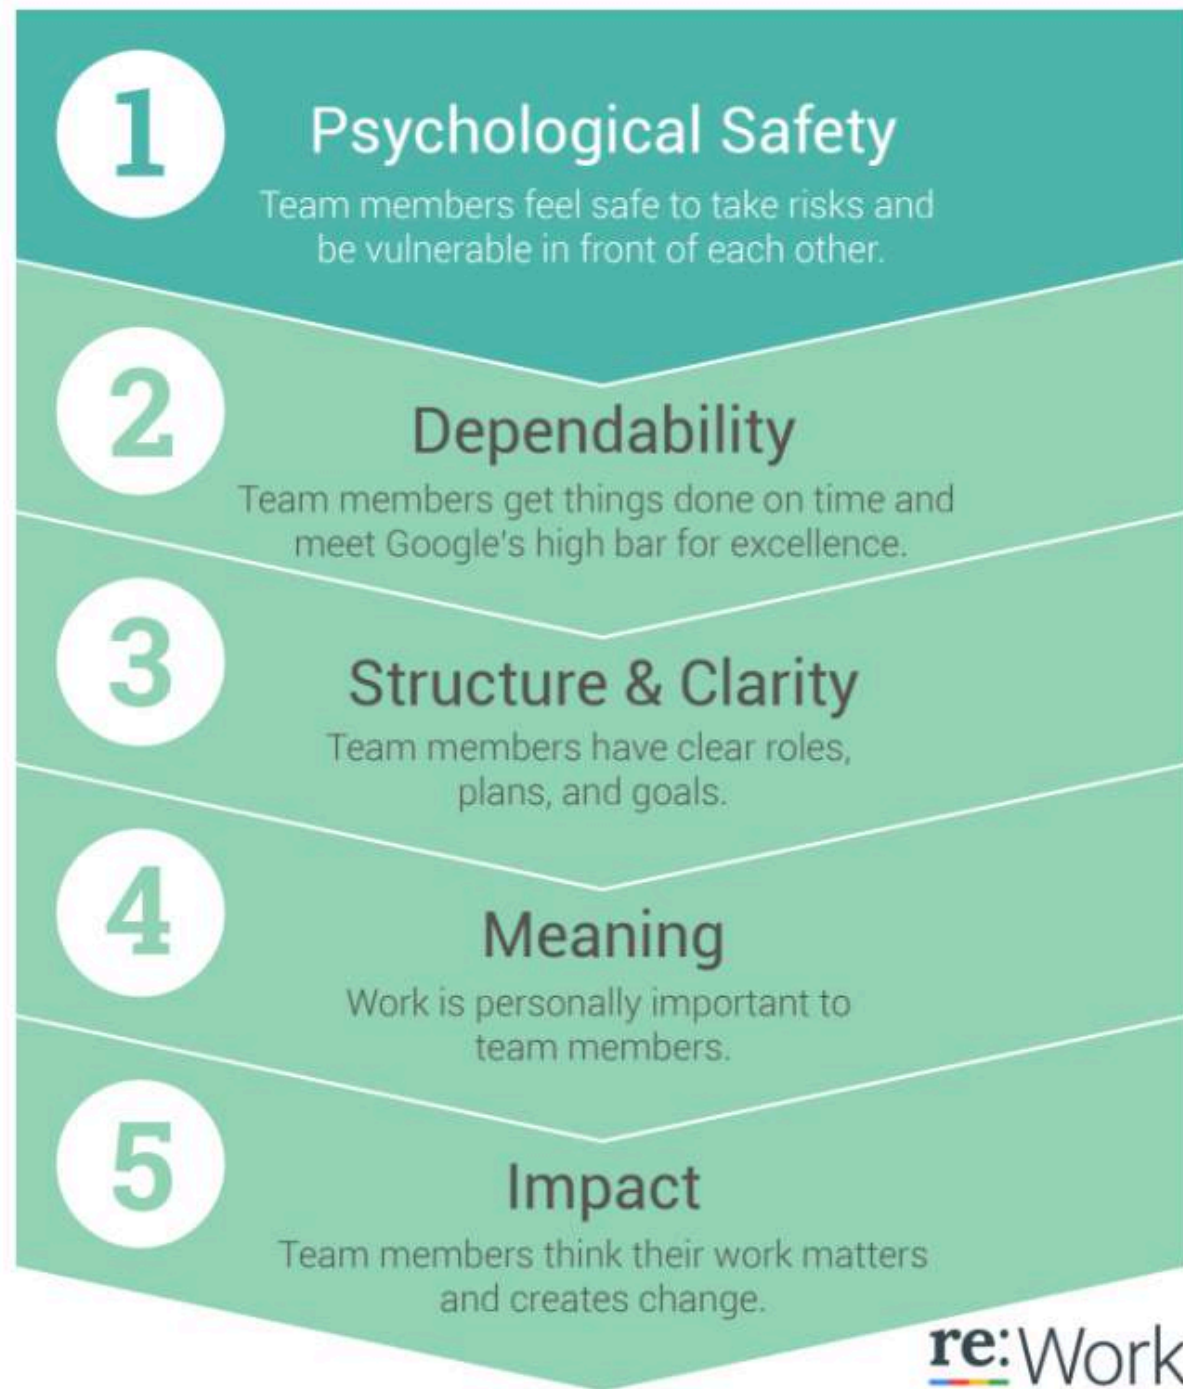 1
Psychological Safety
Team members feel safe to take risks and
be vulnerable in front of each other.
2
Dependability
Team members get things done on time and
meet Google's high bar for excellence.
3
Structure & Clarity
Team members have clear roles,
plans, and goals.
4
Meaning
Work is personally important to
team members.
5
Impact
Team members think their work matters
and creates change.
re:Work